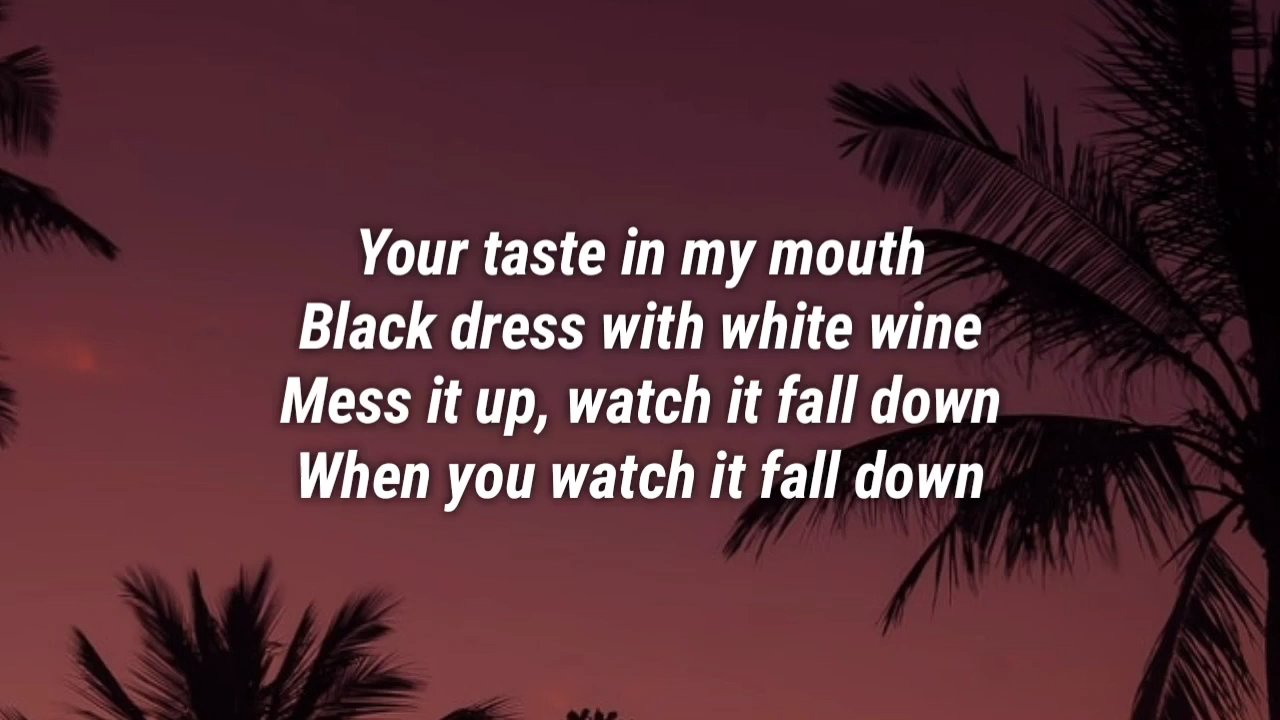 Your taste in my mouth
Black dress with white wine
Mess it up, watch it fall down
When you watch it fall down